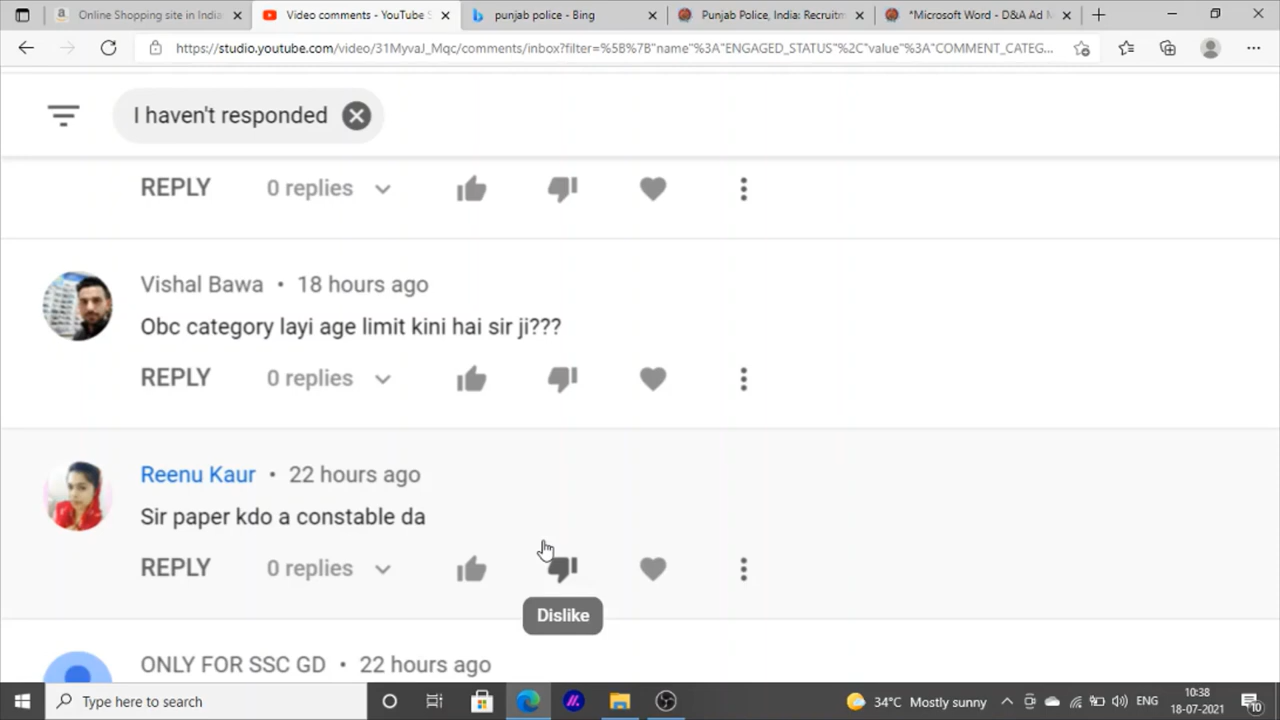 Online Shopping site in India
Video comments - YouTube S
punjab police - Bing
Punjab Police, India: Recruitm
*Microsoft Word - D&A Ad M
https://studio.youtube.com/video/31MyvaJ_Mqc/comments/inbox?filter=%5B%7B"name"%3A"ENGAGED_STATUS"%2C"value"%3A"COMMENT_CATEG...
I haven't responded
REPLY 0 replies
Vishal Bawa • 18 hours ago
Obc category layi age limit kini hai sir ji???
REPLY 0 replies
Reenu Kaur • 22 hours ago
Sir paper kdo a constable da
REPLY 0 replies
Dislike
ONLY FOR SSC GD • 22 hours ago
Type here to search
34°C Mostly sunny
ENG
10:38
18-07-2021
10